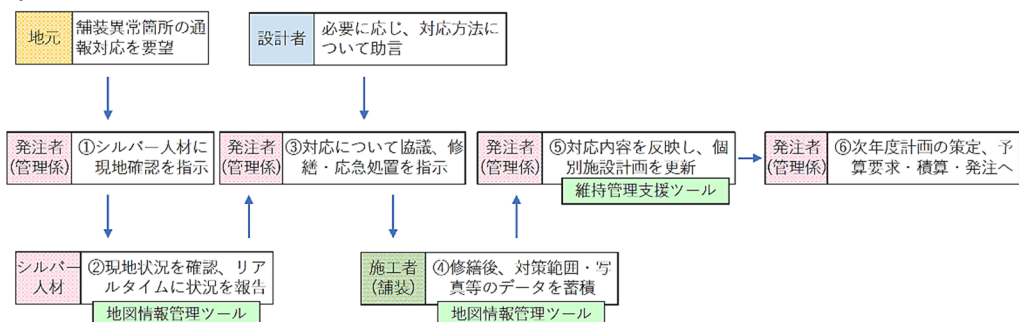 地元
舗装異常箇所の通
報対応を要望
設計者
必要に応じ、対応方法に
ついて助言
発注者
(管理係)
①シルバー人材に
現地確認を指示
発注者
(管理係)
③対応について協議、修
繕・応急処置を指示
発注者
(管理係)
⑤対応内容を反映し、個
別施設計画を更新
維持管理支援ツール
発注者
(管理係)
⑥次年度計画の策定、予
算要求・積算・発注へ
シルバー
人材
②現地状況を確認、リア
ルタイムに状況を報告
地図情報管理ツール
施工者
(舗装)
④修繕後、対策範囲・写
真等のデータを蓄積
地図情報管理ツール